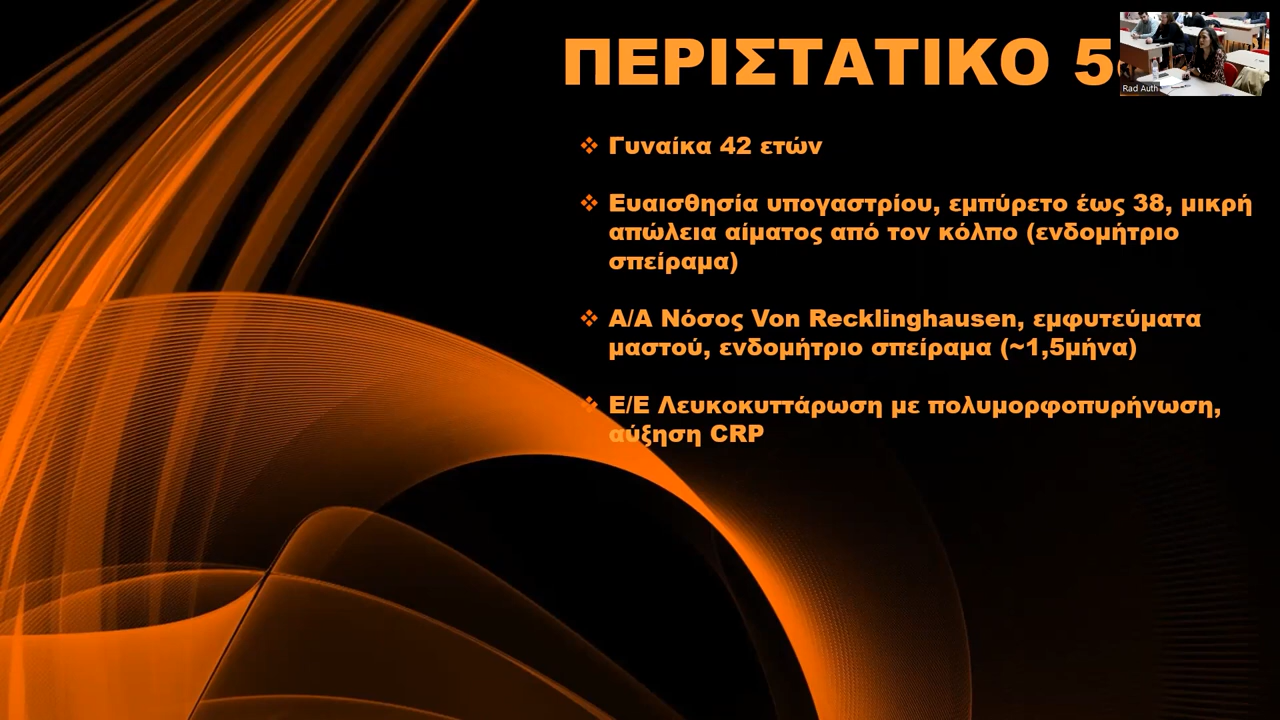 ΠΕΡΙΣΤΑΤΙΚΟ 5
Rad Auth
❖ Γυναίκα 42 ετών
❖ Ευαισθησία υπογαστρίου, εμπύρετο έως 38, μικρή
απώλεια αίματος από τον κόλπο (ενδομήτριο
σπείραμα)
❖ Α/Α Νόσος Von Recklinghausen, εμφυτεύματα
μαστού, ενδομήτριο σπείραμα (~1,5μήνα)
❖ Ε/Ε Λευκοκυττάρωση με πολυμορφοπυρήνωση,
αύξηση CRP